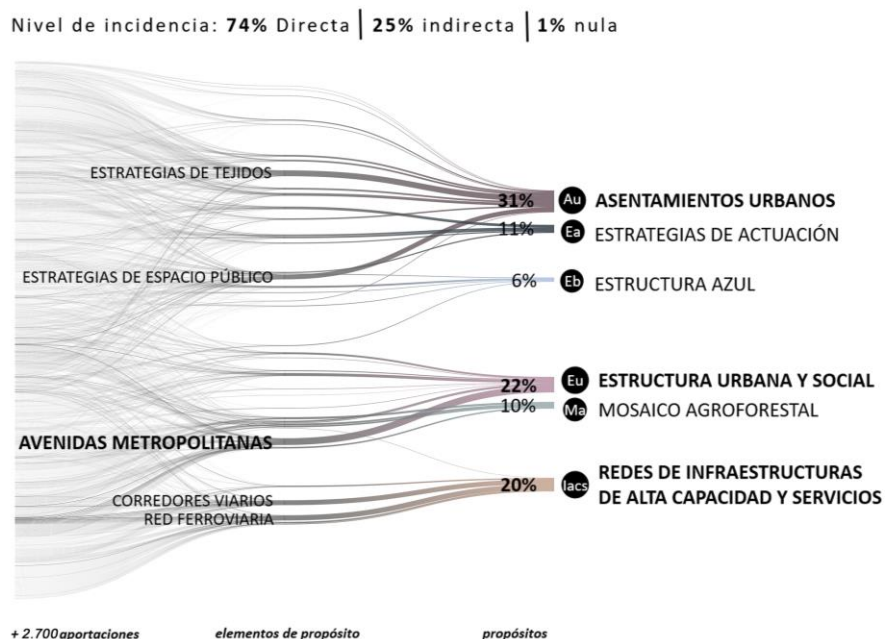 Nivel de incidencia: 74% Directa | 25% indirecta | 1% nula
ESTRATEGIAS DE TEJIDOS
31% Au ASENTAMIENTOS URBANOS
11% Ea ESTRATEGIAS DE ACTUACIÓN
ESTRATEGIAS DE ESPACIO PÚBLICO
6% Eb ESTRUCTURA AZUL
22% Eu ESTRUCTURA URBANA Y SOCIAL
10% Ma MOSAICO AGROFORESTAL
AVENIDAS METROPOLITANAS
20% Iacs REDES DE INFRAESTRUCTURAS
DE ALTA CAPACIDAD Y SERVICIOS
CORREDORES VIARIOS
RED FERROVIARIA
+ 2.700 aportaciones elementos de propósito propósitos